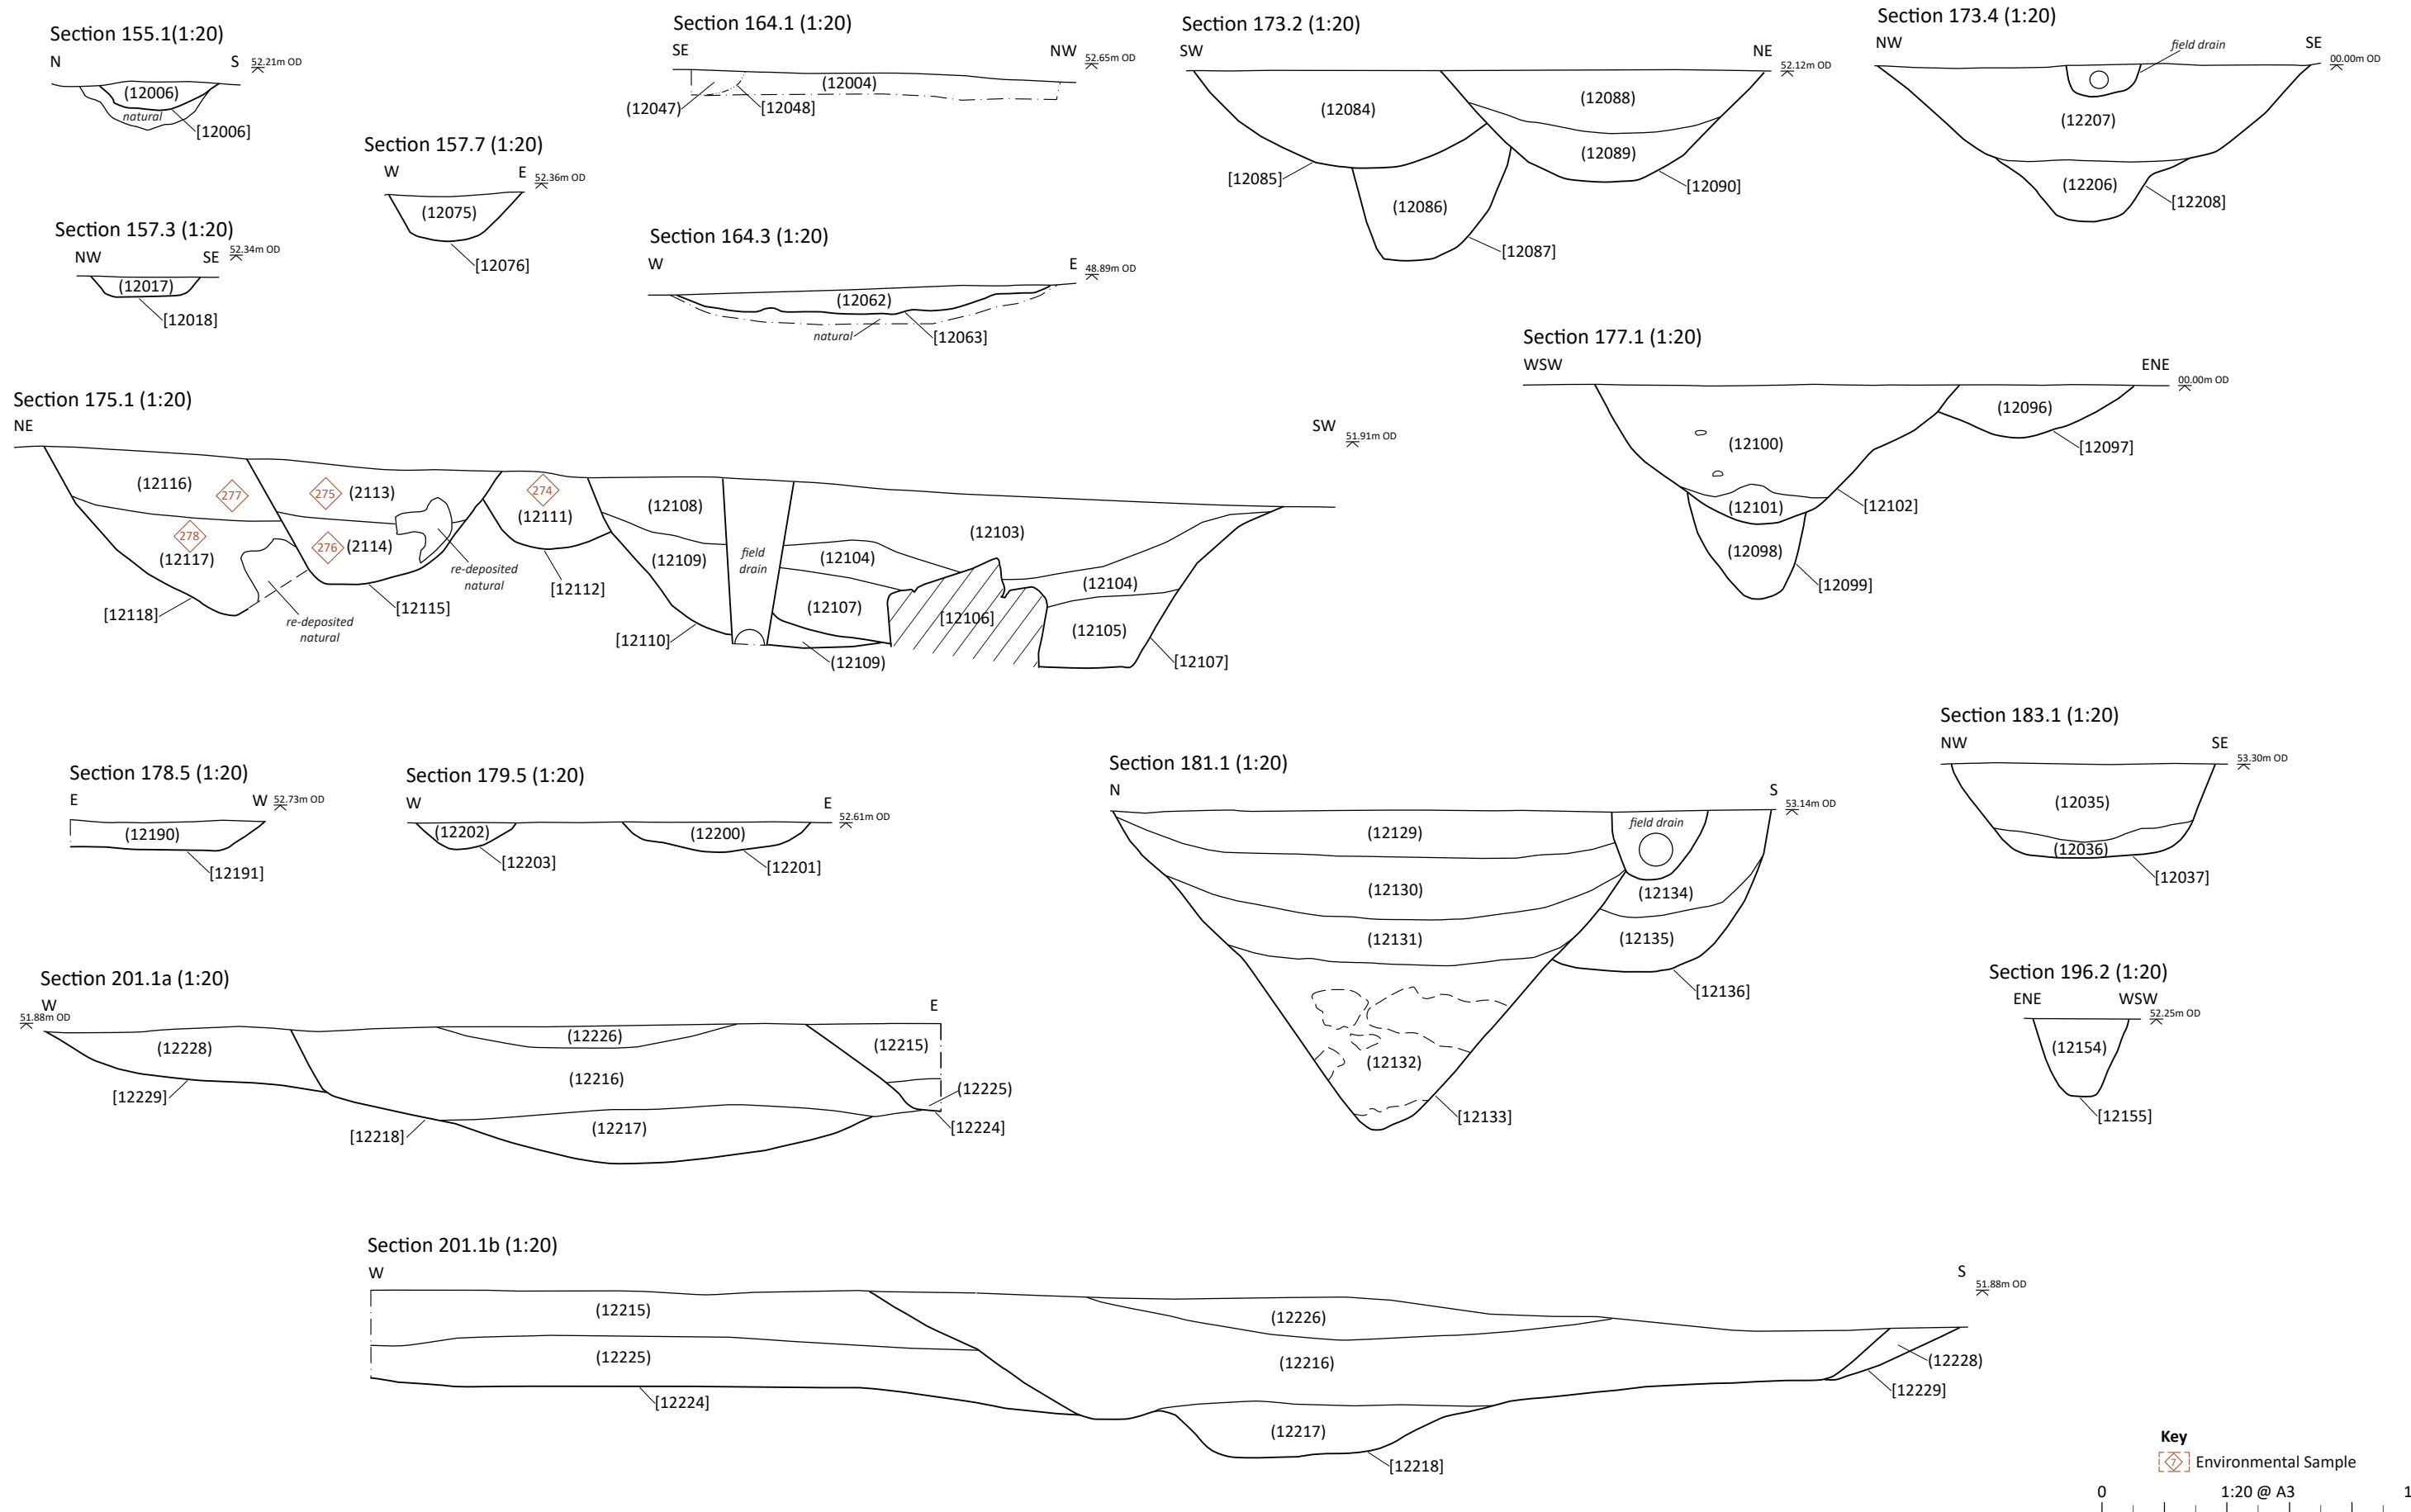 Section 155.1(1:20)
N
S
52.21m OD
(12006)
natural
[12006]
Section 164.1 (1:20)
SE
NW
52.65m OD
(12004)
(12047)
[12048]
Section 173.2 (1:20)
SW
NE
52.12m OD
(12084)
(12088)
(12089)
[12085]
[12090]
(12086)
[12087]
Section 173.4 (1:20)
NW
field drain
SE
00.00m OD
(12207)
(12206)
[12208]
Section 157.7 (1:20)
W
E
52.36m OD
(12075)
[12076]
Section 157.3 (1:20)
NW
SE
52.34m OD
(12017)
[12018]
Section 164.3 (1:20)
W
E
48.89m OD
(12062)
natural
[12063]
Section 177.1 (1:20)
WSW
ENE
00.00m OD
(12096)
(12100)
[12097]
(12101)
[12102]
(12098)
[12099]
Section 175.1 (1:20)
NE
SW
51.91m OD
(12116)
277
275
(2113)
274
(12111)
(12108)
(12103)
278
(12117)
276
(2114)
field
drain
(12109)
(12104)
re-deposited
natural
(12104)
[12112]
[12118]
[12115]
(12107)
[12106]
(12105)
re-deposited
natural
[12110]
(12109)
[12107]
Section 178.5 (1:20)
E
W
52.73m OD
(12190)
[12191]
Section 179.5 (1:20)
W
E
52.61m OD
(12202)
(12200)
[12203]
[12201]
Section 181.1 (1:20)
N
S
53.14m OD
(12129)
field drain
(12130)
(12134)
(12131)
(12135)
[12136]
(12132)
[12133]
Section 183.1 (1:20)
NW
SE
53.30m OD
(12035)
(12036)
[12037]
Section 196.2 (1:20)
ENE
WSW
52.25m OD
(12154)
[12155]
Section 201.1a (1:20)
W
51.88m OD
E
(12226)
(12228)
(12215)
(12216)
[12229]
(12225)
[12218]
(12217)
[12224]
Section 201.1b (1:20)
W
S
51.88m OD
(12215)
(12226)
(12225)
(12216)
(12228)
[12224]
[12229]
(12217)
[12218]
Key
7
Environmental Sample
0
1:20 @ A3
1